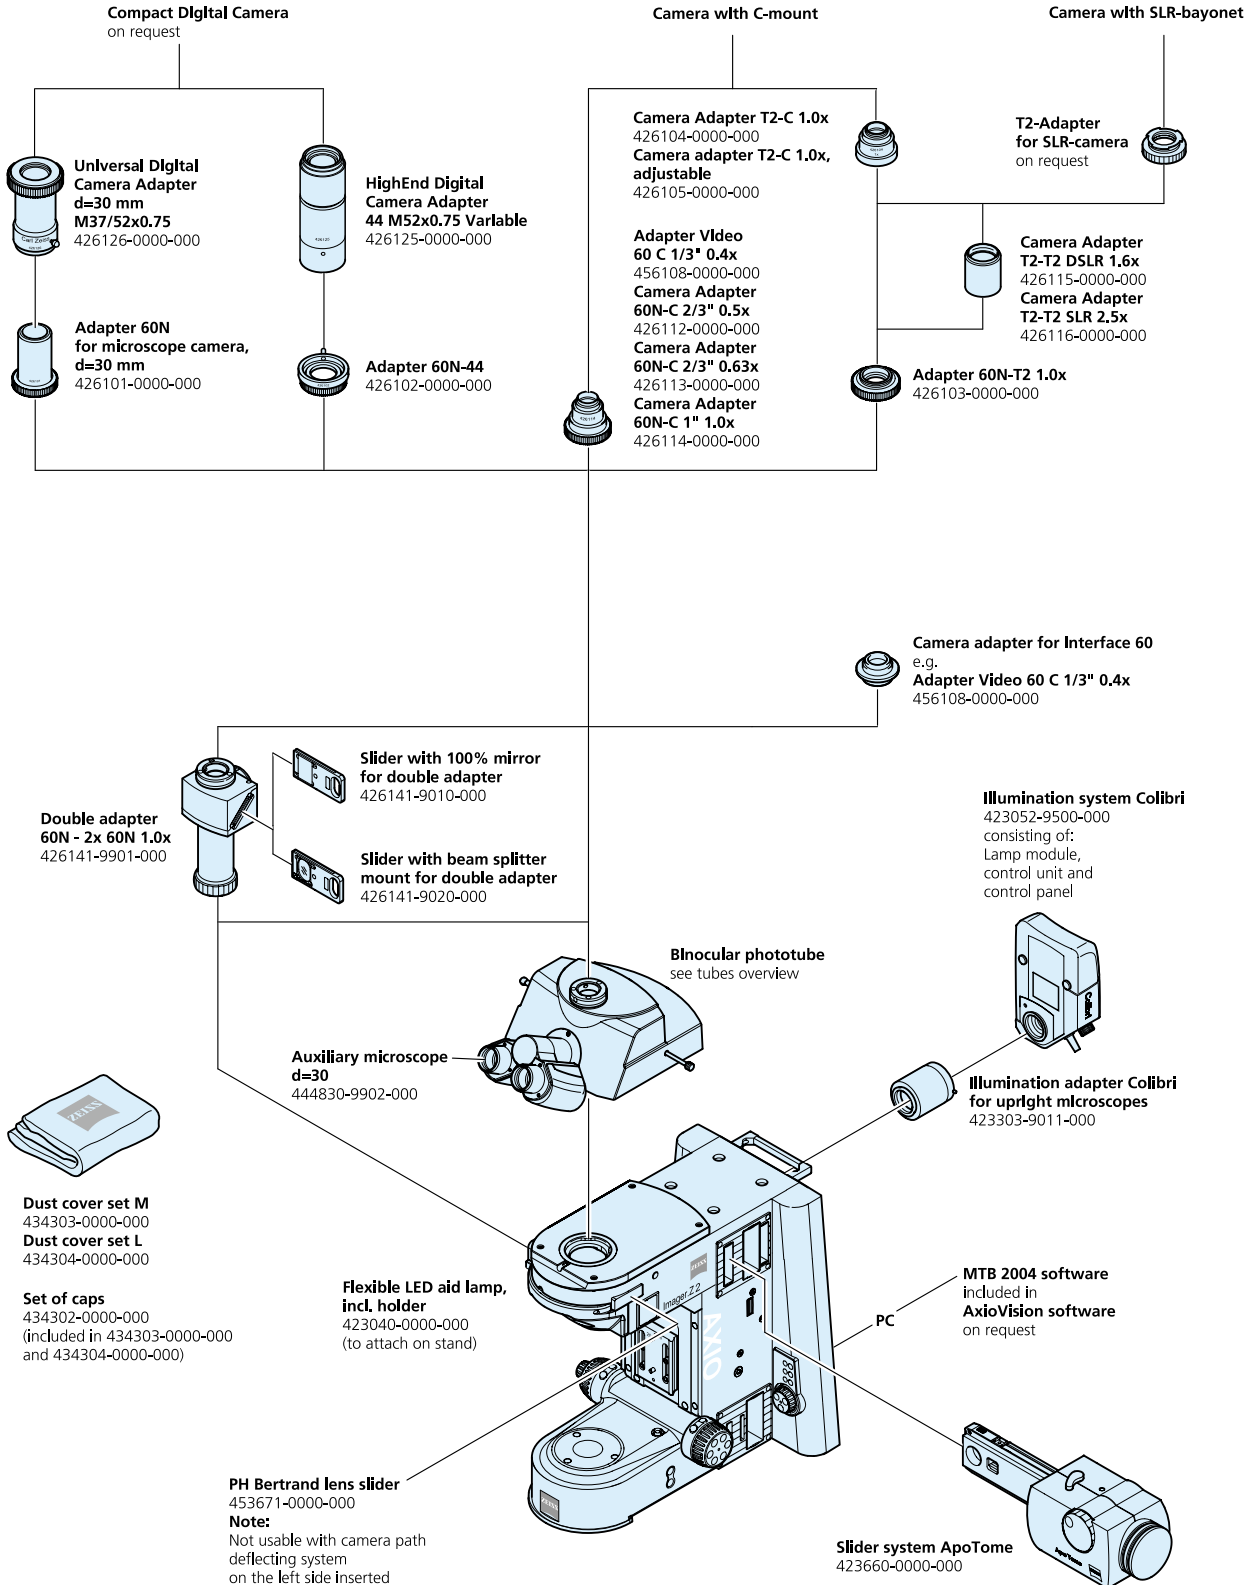 Compact Digital Camera
on request
Camera with C-mount
Camera with SLR-bayonet
Universal Digital
Camera Adapter
d=30 mm
M37/52x0.75
426126-0000-000
Carl Zeiss
HighEnd Digital
Camera Adapter
44 M52x0.75 Variable
426125-0000-000
Camera Adapter T2-C 1.0x
426104-0000-000
Camera adapter T2-C 1.0x,
adjustable
426105-0000-000
T2-Adapter
for SLR-camera
on request
Adapter Video
60 C 1/3" 0.4x
456108-0000-000
Camera Adapter
60N-C 2/3" 0.5x
426112-0000-000
Camera Adapter
60N-C 2/3" 0.63x
426113-0000-000
Camera Adapter
60N-C 1" 1.0x
426114-0000-000
426114
Camera Adapter
T2-T2 DSLR 1.6x
426115-0000-000
Camera Adapter
T2-T2 SLR 2.5x
426116-0000-000
Adapter 60N
for microscope camera,
d=30 mm
426101-0000-000
Adapter 60N-44
426102-0000-000
Adapter 60N-T2 1.0x
426103-0000-000
Camera adapter for Interface 60
e.g.
Adapter Video 60 C 1/3" 0.4x
456108-0000-000
Slider with 100% mirror
for double adapter
426141-9010-000
Double adapter
60N - 2x 60N 1.0x
426141-9901-000
Slider with beam splitter
mount for double adapter
426141-9020-000
Illumination system Colibri
423052-9500-000
consisting of:
Lamp module,
control unit and
control panel
Colibri
Binocular phototube
see tubes overview
Auxiliary microscope
d=30
444830-9902-000
Illumination adapter Colibri
for upright microscopes
423303-9011-000
ZEISS
Dust cover set M
434303-0000-000
Dust cover set L
434304-0000-000
Set of caps
434302-0000-000
(included in 434303-0000-000
and 434304-0000-000)
Flexible LED aid lamp,
incl. holder
423040-0000-000
(to attach on stand)
ZEISS
Imager.Z2
AXIO
ZEISS
PC
MTB 2004 software
included in
AxioVision software
on request
PH Bertrand lens slider
453671-0000-000
Note:
Not usable with camera path
deflecting system
on the left side inserted
Slider system ApoTome
423660-0000-000
ApoTome